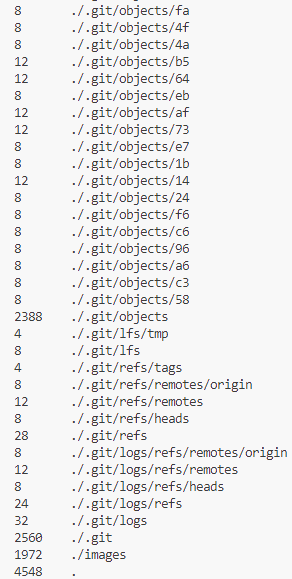 8 ./.git/objects/fa
8 ./.git/objects/4f
8 ./.git/objects/4a
12 ./.git/objects/b5
12 ./.git/objects/64
8 ./.git/objects/eb
12 ./.git/objects/af
12 ./.git/objects/73
8 ./.git/objects/e7
8 ./.git/objects/1b
12 ./.git/objects/14
8 ./.git/objects/24
8 ./.git/objects/f6
8 ./.git/objects/c6
8 ./.git/objects/96
8 ./.git/objects/a6
8 ./.git/objects/c3
8 ./.git/objects/58
2388 ./.git/objects
4 ./.git/lfs/tmp
8 ./.git/lfs
4 ./.git/refs/tags
8 ./.git/refs/remotes/origin
12 ./.git/refs/remotes
8 ./.git/refs/heads
28 ./.git/refs
8 ./.git/logs/refs/remotes/origin
12 ./.git/logs/refs/remotes
8 ./.git/logs/refs/heads
24 ./.git/logs/refs
32 ./.git/logs
2560 ./.git
1972 ./images
4548 .